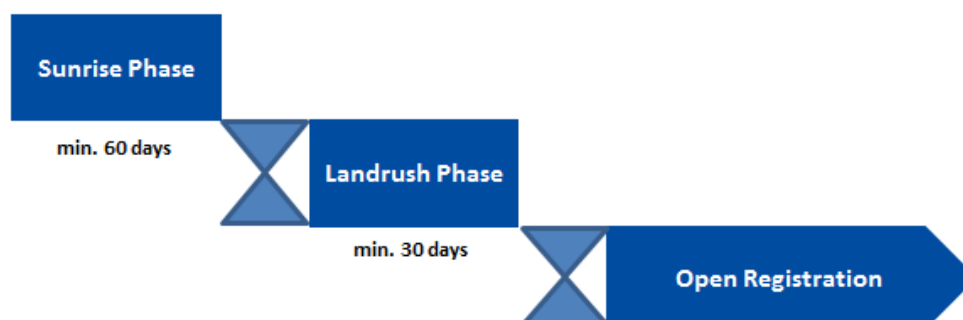 Sunrise Phase
min. 60 days
Landrush Phase
min. 30 days
Open Registration